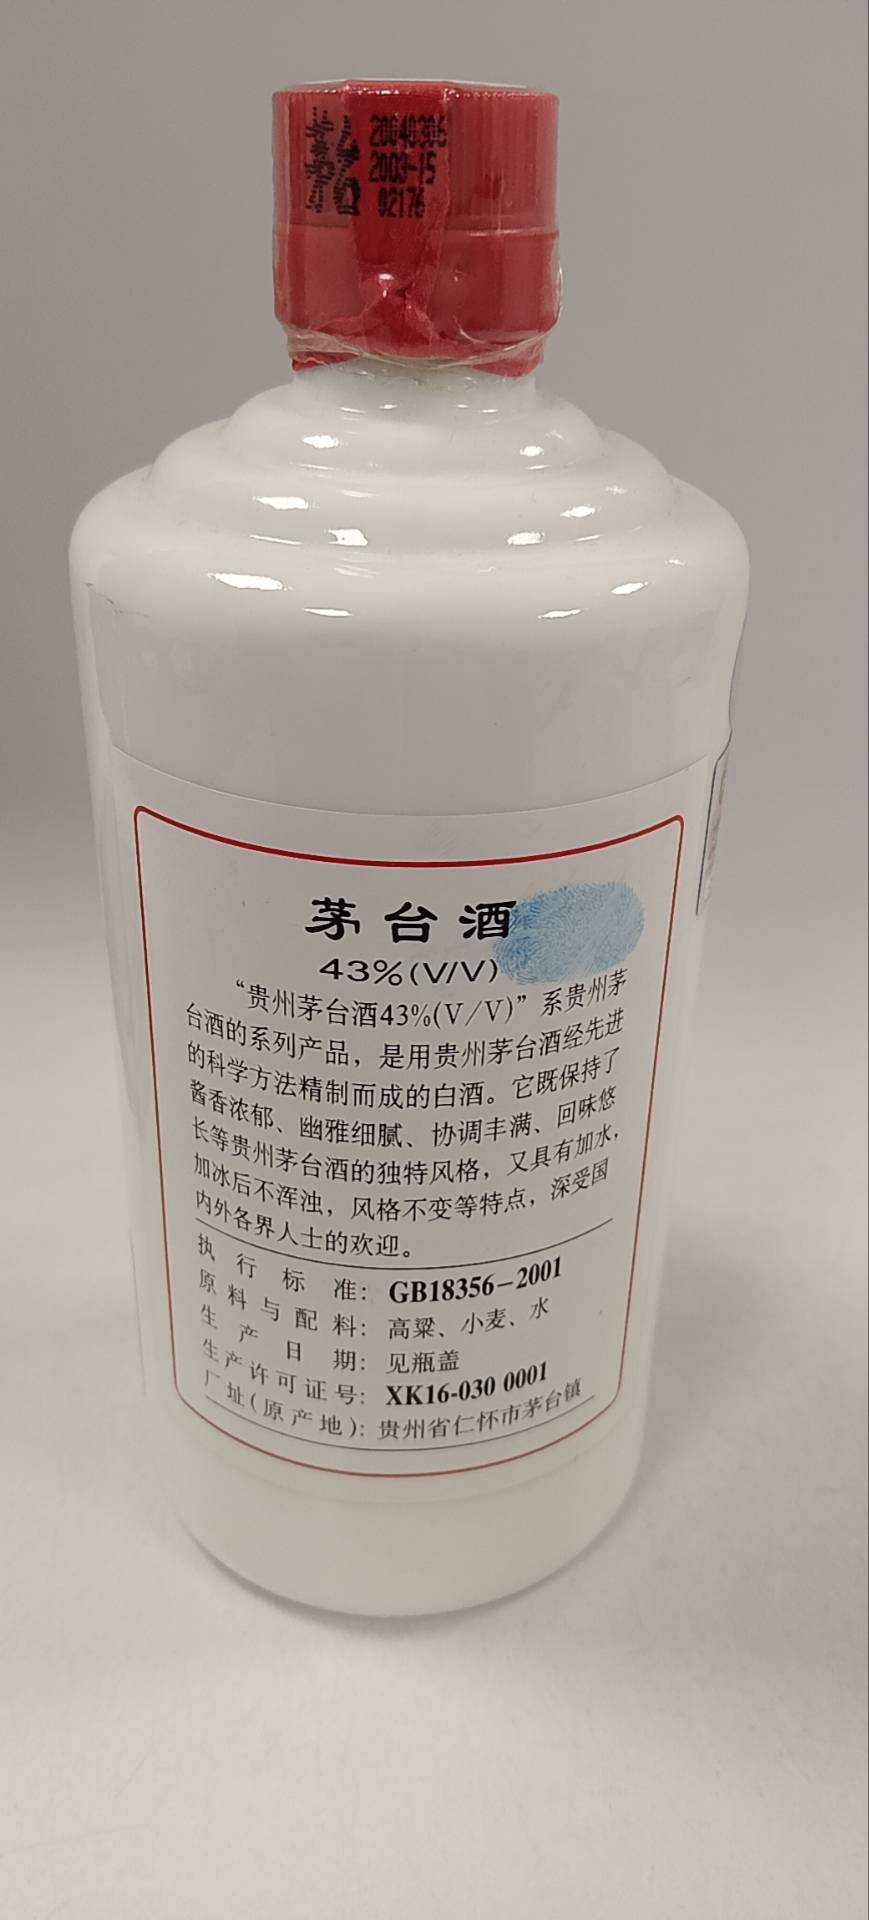 茅台
20040306
2003-15
02176
茅台酒
43%(V/V)
“贵州茅台酒43%(V/V)”系贵州茅
台酒的系列产品，是用贵州茅台酒经先进
的科学方法精制而成的白酒。它既保持了
酱香浓郁、幽雅细腻、协调丰满、回味悠
长等贵州茅台酒的独特风格，又具有加水，
加冰后不浑浊，风格不变等特点，深受国
内外各界人士的欢迎。
执行标准：GB18356-2001
原料与配料：高粱、小麦、水
生产日期：见瓶盖
生产许可证号：XK16-030 0001
厂址(原产地)：贵州省仁怀市茅台镇